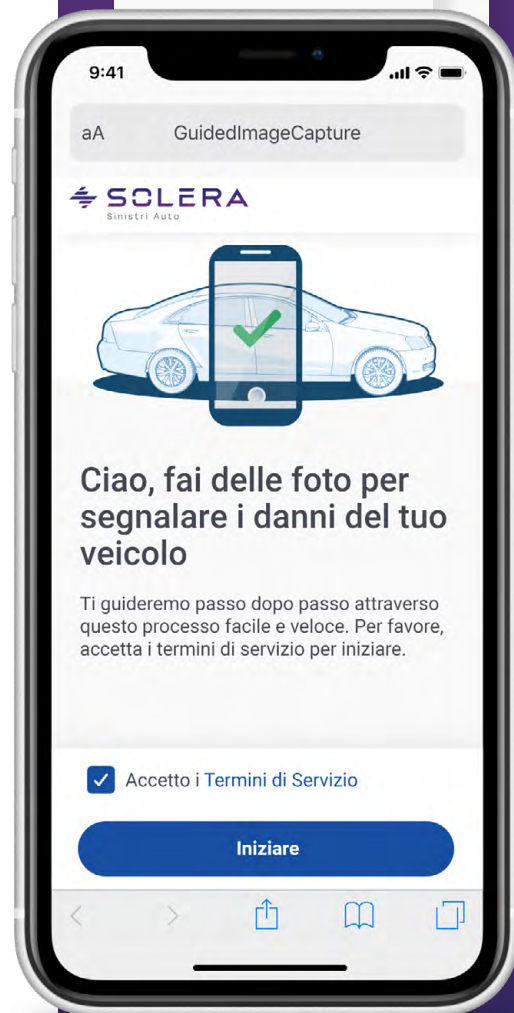 9:41
aA GuidedImageCapture
SOLERA
Sinistri Auto
Ciao, fai delle foto per
segnalare i danni del tuo
veicolo
Ti guideremo passo dopo passo attraverso
questo processo facile e veloce. Per favore,
accetta i termini di servizio per iniziare.
Accetto i Termini di Servizio
Iniziare